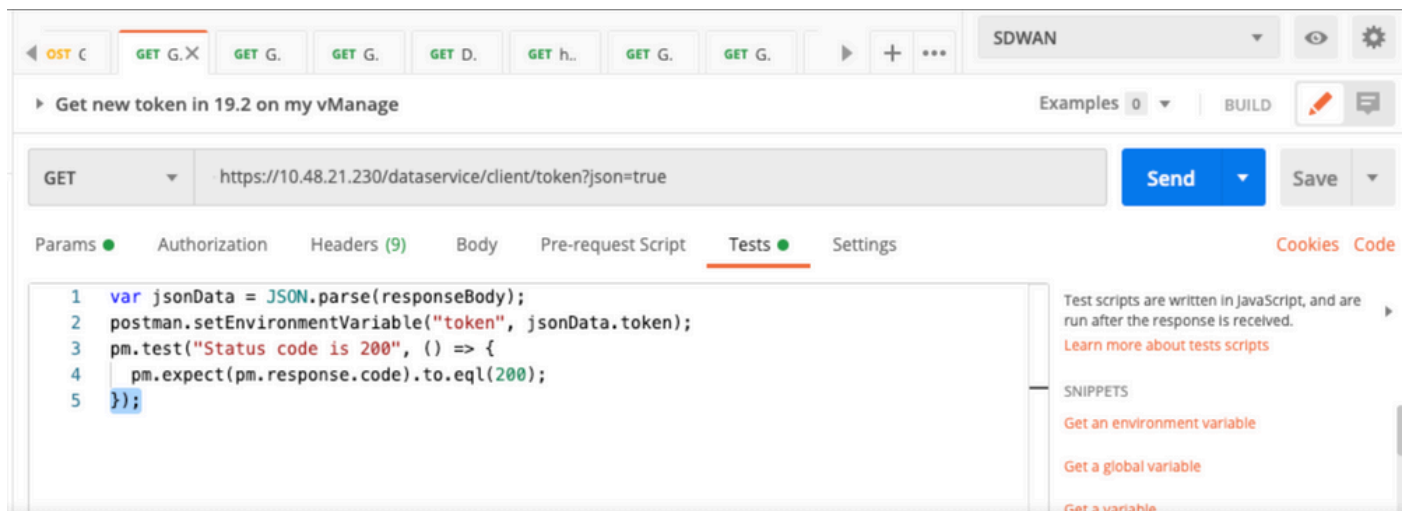 SDWAN
OST C GET G. GET G. GET G. GET D. GET h.. GET G. GET G.
Get new token in 19.2 on my vManage
Examples 0 BUILD
GET https://10.48.21.230/dataservice/client/token?json=true Send Save
Params Authorization Headers (9) Body Pre-request Script Tests Settings Cookies Code
1 var jsonData = JSON.parse(responseBody);
2 postman.setEnvironmentVariable("token", jsonData.token);
3 pm.test("Status code is 200", () => {
4 pm.expect(pm.response.code).to.eql(200);
5 });
Test scripts are written in JavaScript, and are
run after the response is received.
Learn more about tests scripts
SNIPPETS
Get an environment variable
Get a global variable
Get a variable